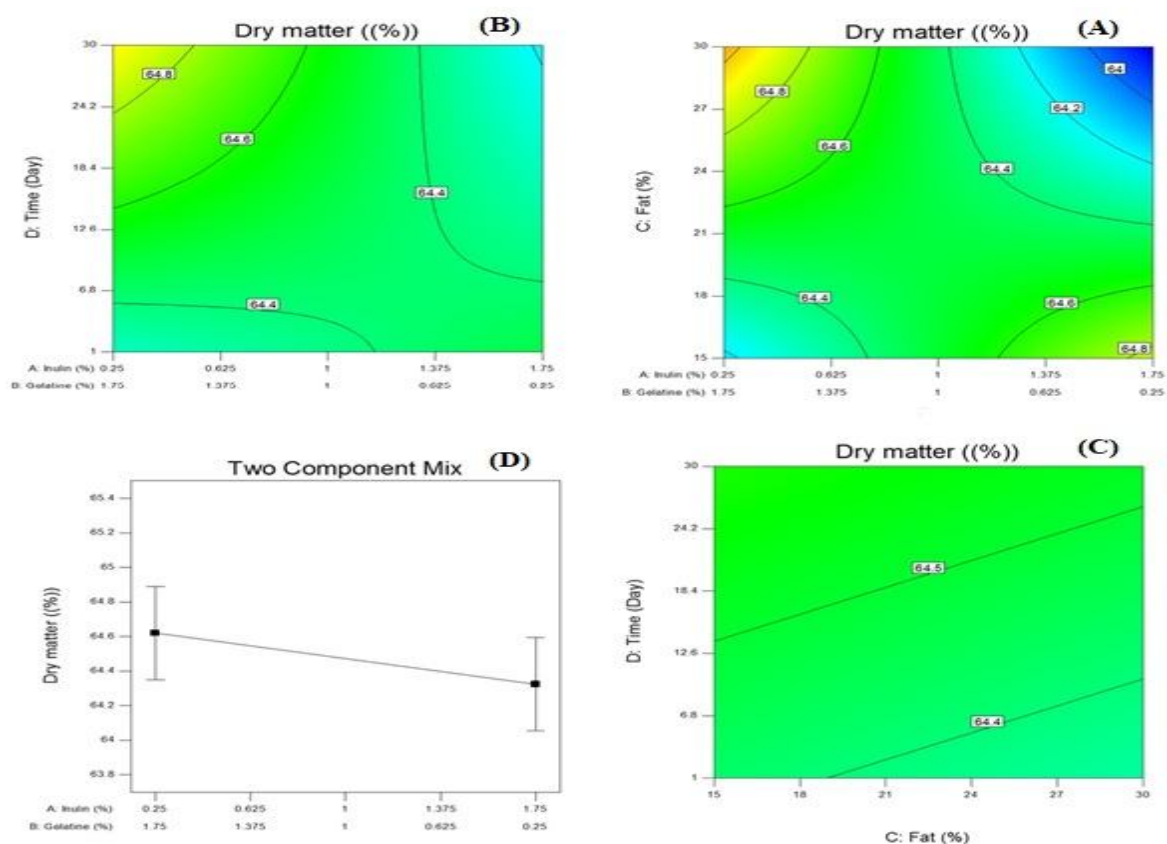 Dry matter ((%)) (B)
30
24.2
18.4
12.6
6.8
1
D: Time (Day)
64.8
64.6
64.4
64.4
A: Inulin (%) 0.25 0.625 1 1.375 1.75
B: Gelatine (%) 1.75 1.375 1 0.625 0.25
Dry matter ((%)) (A)
30
27
24
21
18
15
C: Fat (%)
64.8
64.6
64.4
64.2
64
64.4
64.6
64.8
A: Inulin (%) 0.25 0.625 1 1.375 1.75
B: Gelatine (%) 1.75 1.375 1 0.625 0.25
Two Component Mix (D)
65.4
65.2
65
64.8
64.6
64.4
64.2
64
63.8
Dry matter ((%))
A: Inulin (%) 0.25 0.625 1 1.375 1.75
B: Gelatine (%) 1.75 1.375 1 0.625 0.25
Dry matter ((%)) (C)
30
24.2
18.4
12.6
6.8
1
D: Time (Day)
64.5
64.4
15 18 21 24 27 30
C: Fat (%)